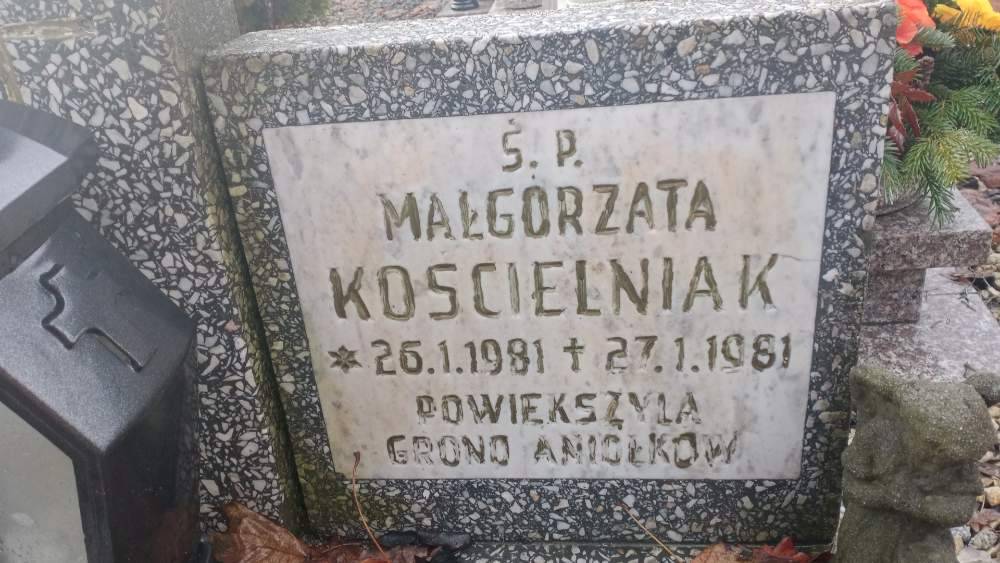 Ś. P.
MAŁGORZATA
KOSCIELNIAK
* 26.1.1981 † 27.1.1981
POWIEKSZYŁA
GRONO ANIOŁKÓW